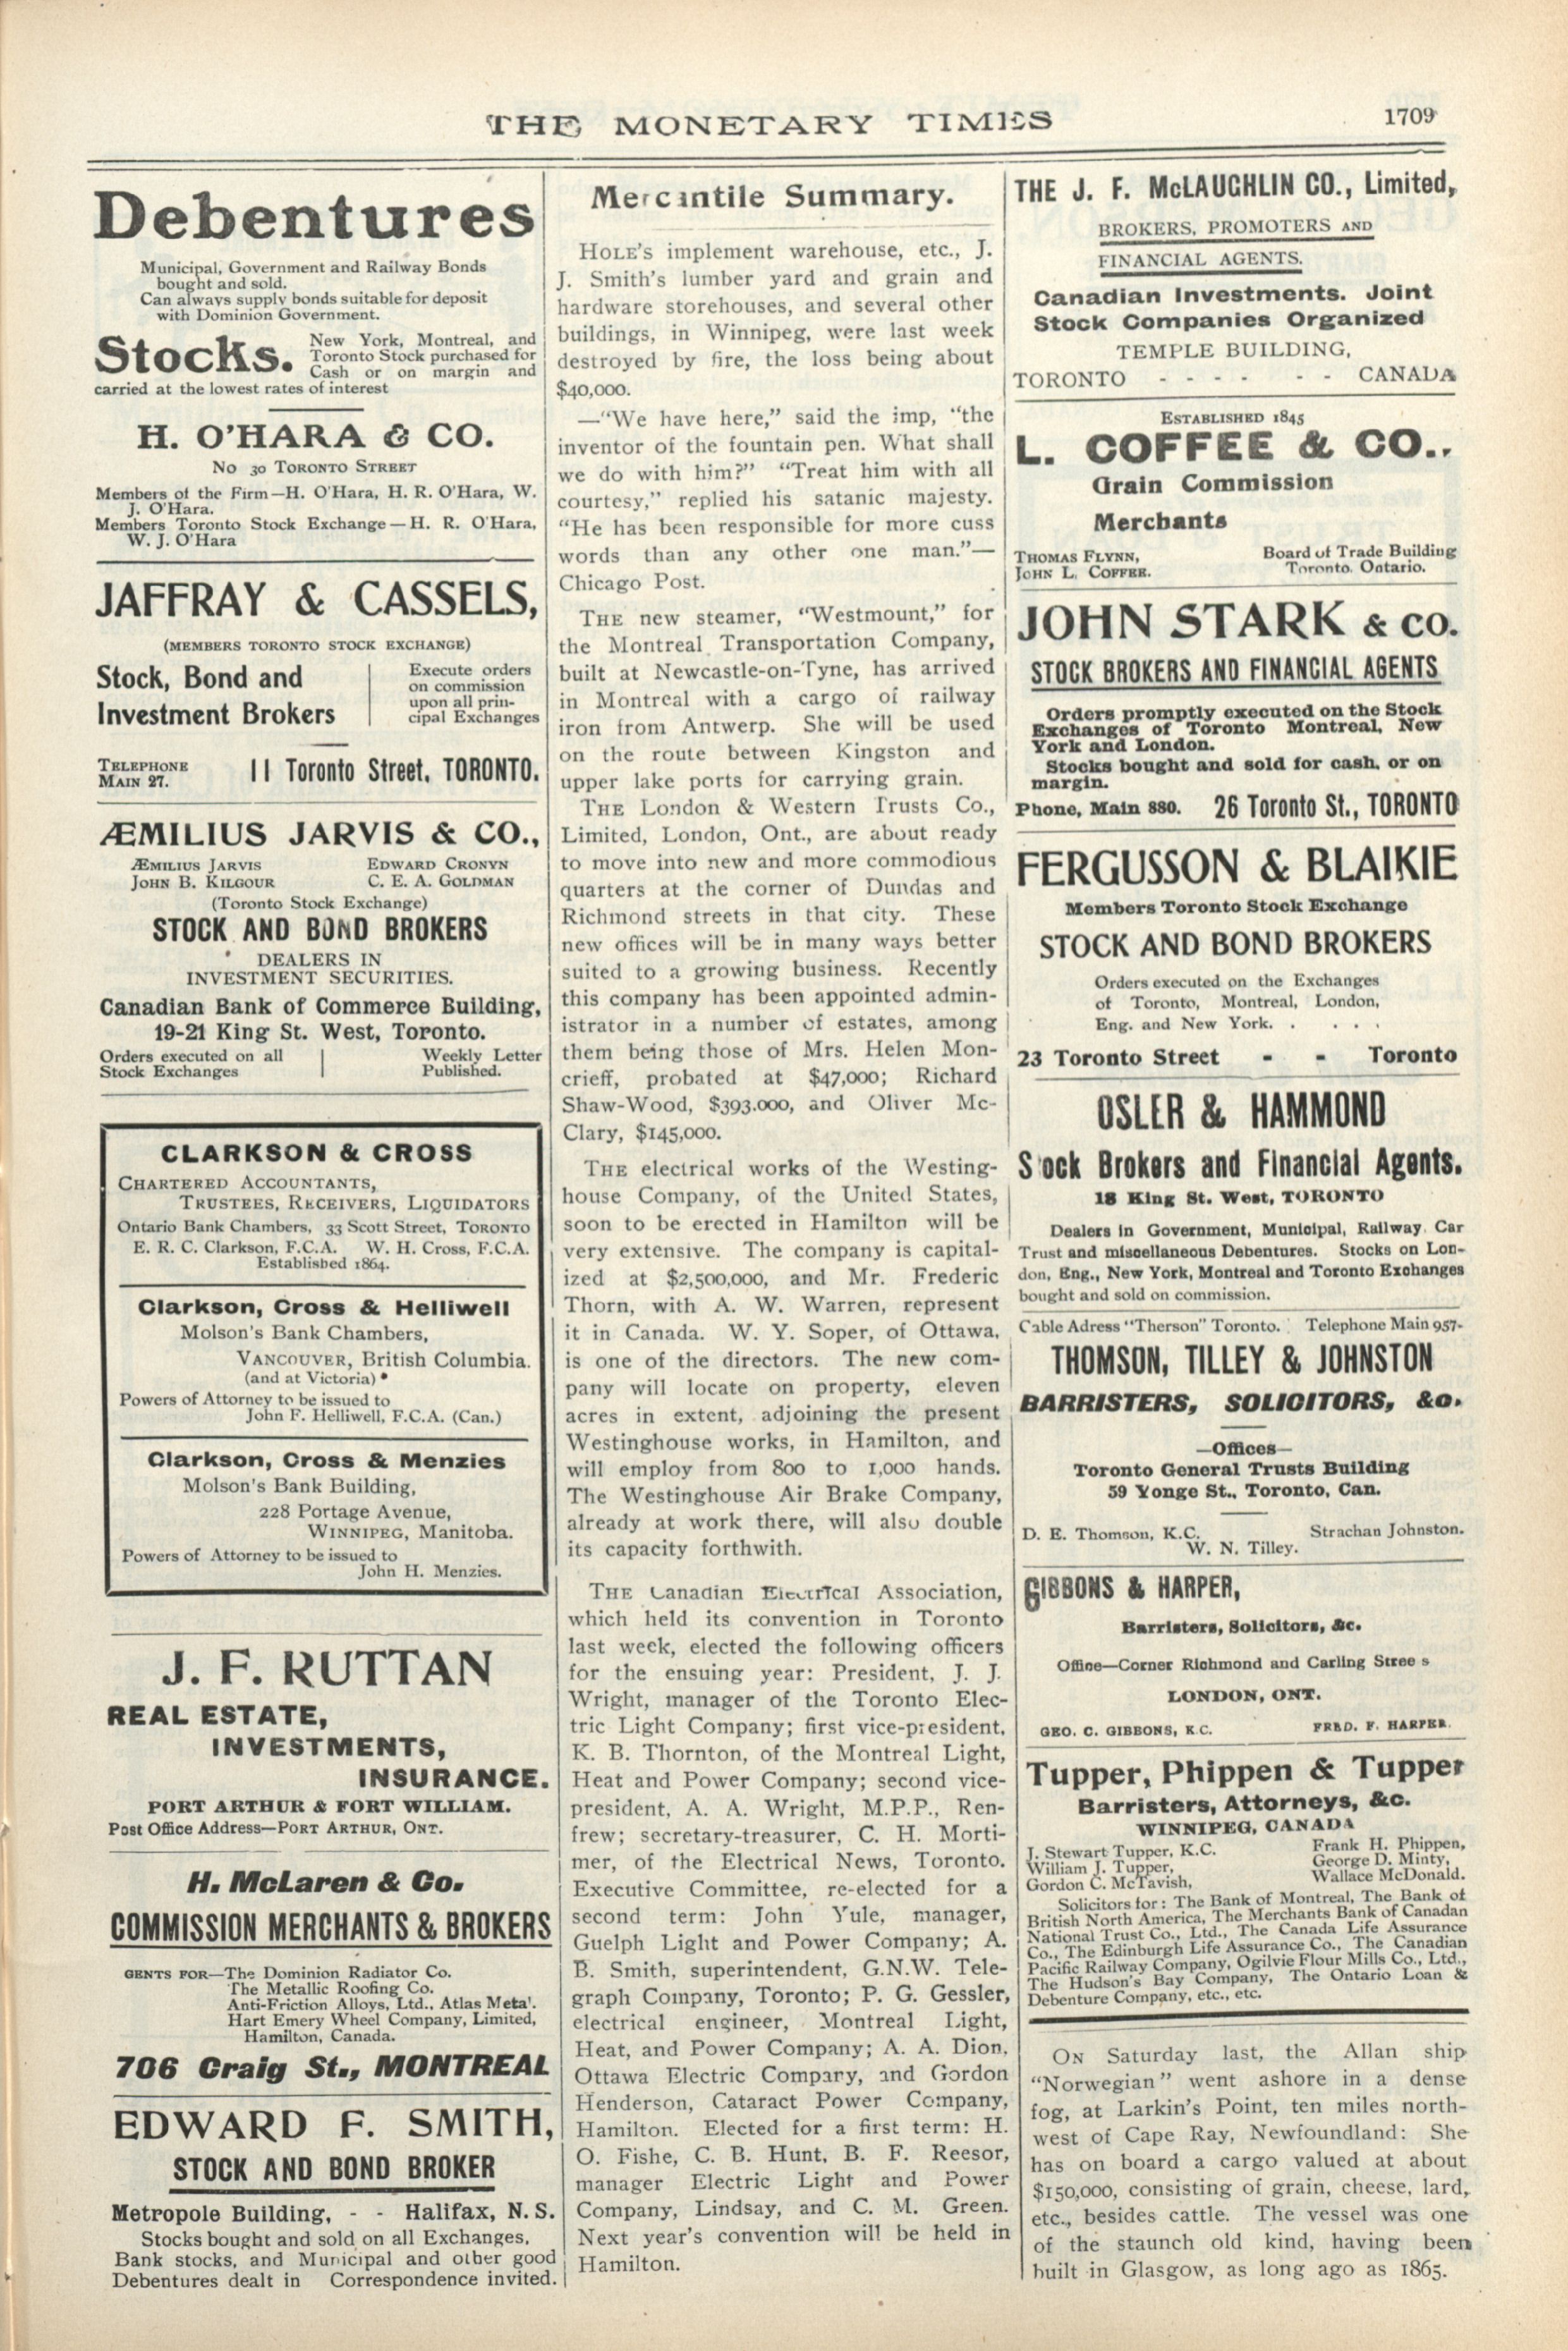 THE MONETARY TIMES
1709
Debentures
Municipal, Government and Railway Bonds
bought and sold.
Can always supply bonds suitable for deposit
with Dominion Government.
Stocks.
New York, Montreal, and
Toronto Stock purchased for
Cash or on margin and
carried at the lowest rates of interest
H. O'HARA & CO.
No 30 TORONTO STREET
Members of the Firm—H. O'Hara, H. R. O'Hara, W.
J. O'Hara.
Members Toronto Stock Exchange—H. R. O'Hara,
W. J. O'Hara
JAFFRAY & CASSELS,
(MEMBERS TORONTO STOCK EXCHANGE)
Stock, Bond and
Investment Brokers
Execute orders
on commission
upon all prin-
cipal Exchanges
TELEPHONE
MAIN 27.
11 Toronto Street, TORONTO.
ÆMILIUS JARVIS & CO.,
ÆMILIUS JARVIS EDWARD CRONYN
JOHN B. KILGOUR C. E. A. GOLDMAN
(Toronto Stock Exchange)
STOCK AND BOND BROKERS
DEALERS IN
INVESTMENT SECURITIES.
Canadian Bank of Commerce Building,
19-21 King St. West, Toronto.
Orders executed on all
Stock Exchanges
Weekly Letter
Published.
CLARKSON & CROSS
CHARTERED ACCOUNTANTS,
TRUSTEES, RECEIVERS, LIQUIDATORS
Ontario Bank Chambers, 33 Scott Street, TORONTO
E. R. C. Clarkson, F.C.A. W. H. Cross, F.C.A.
Established 1864.
Clarkson, Cross & Helliwell
Molson's Bank Chambers,
VANCOUVER, British Columbia.
(and at Victoria)
Powers of Attorney to be issued to
John F. Helliwell, F.C.A. (Can.)
Clarkson, Cross & Menzies
Molson's Bank Building,
228 Portage Avenue,
WINNIPEG, Manitoba.
Powers of Attorney to be issued to
John H. Menzies.
J. F. RUTTAN
REAL ESTATE,
INVESTMENTS,
INSURANCE.
PORT ARTHUR & FORT WILLIAM.
Post Office Address—PORT ARTHUR, ONT.
H. McLaren & Co.
COMMISSION MERCHANTS & BROKERS
GENTS FOR—The Dominion Radiator Co.
The Metallic Roofing Co.
Anti-Friction Alloys, Ltd., Atlas Meta'.
Hart Emery Wheel Company, Limited,
Hamilton, Canada.
706 Craig St., MONTREAL
EDWARD F. SMITH,
STOCK AND BOND BROKER
Metropole Building, - - Halifax, N. S.
Stocks bought and sold on all Exchanges,
Bank stocks, and Municipal and other good
Debentures dealt in Correspondence invited.
Mercantile Summary.
HOLE'S implement warehouse, etc., J.
J. Smith's lumber yard and grain and
hardware storehouses, and several other
buildings, in Winnipeg, were last week
destroyed by fire, the loss being about
$40,000.
—"We have here," said the imp, "the
inventor of the fountain pen. What shall
we do with him?" "Treat him with all
courtesy," replied his satanic majesty.
"He has been responsible for more cuss
words than any other one man."—
Chicago Post.
THE new steamer, "Westmount," for
the Montreal Transportation Company,
built at Newcastle-on-Tyne, has arrived
in Montreal with a cargo of railway
iron from Antwerp. She will be used
on the route between Kingston and
upper lake ports for carrying grain.
THE London & Western Trusts Co.,
Limited, London, Ont., are about ready
to move into new and more commodious
quarters at the corner of Dundas and
Richmond streets in that city. These
new offices will be in many ways better
suited to a growing business. Recently
this company has been appointed admin-
istrator in a number of estates, among
them being those of Mrs. Helen Mon-
crieff, probated at $47,000; Richard
Shaw-Wood, $393.000, and Oliver Mc-
Clary, $145,000.
THE electrical works of the Westing-
house Company, of the United States,
soon to be erected in Hamilton will be
very extensive. The company is capital-
ized at $2,500,000, and Mr. Frederic
Thorn, with A. W. Warren, represent
it in Canada. W. Y. Soper, of Ottawa,
is one of the directors. The new com-
pany will locate on property, eleven
acres in extent, adjoining the present
Westinghouse works, in Hamilton, and
will employ from 800 to 1,000 hands.
The Westinghouse Air Brake Company,
already at work there, will also double
its capacity forthwith.
THE Canadian Electrical Association,
which held its convention in Toronto
last week, elected the following officers
for the ensuing year: President, J. J.
Wright, manager of the Toronto Elec-
tric Light Company; first vice-president,
K. B. Thornton, of the Montreal Light,
Heat and Power Company; second vice-
president, A. A. Wright, M.P.P., Ren-
frew; secretary-treasurer, C. H. Morti-
mer, of the Electrical News, Toronto.
Executive Committee, re-elected for a
second term: John Yule, manager,
Guelph Light and Power Company; A.
B. Smith, superintendent, G.N.W. Tele-
graph Company, Toronto; P. G. Gessler,
electrical engineer, Montreal Light,
Heat, and Power Company; A. A. Dion,
Ottawa Electric Company, and Gordon
Henderson, Cataract Power Company,
Hamilton. Elected for a first term: H.
O. Fishe, C. B. Hunt, B. F. Reesor,
manager Electric Light and Power
Company, Lindsay, and C. M. Green.
Next year's convention will be held in
Hamilton.
THE J. F. McLAUGHLIN CO., Limited,
BROKERS, PROMOTERS AND
FINANCIAL AGENTS.
Canadian Investments. Joint
Stock Companies Organized
TEMPLE BUILDING,
TORONTO - - - - - - CANADA
ESTABLISHED 1845
L. COFFEE & CO.,
Grain Commission
Merchants
THOMAS FLYNN,
JOHN L. COFFEE.
Board of Trade Building
Toronto, Ontario.
JOHN STARK & CO.
STOCK BROKERS AND FINANCIAL AGENTS
Orders promptly executed on the Stock
Exchanges of Toronto Montreal, New
York and London.
Stocks bought and sold for cash, or on
margin.
Phone, Main 880. 26 Toronto St., TORONTO
FERGUSSON & BLAIKIE
Members Toronto Stock Exchange
STOCK AND BOND BROKERS
Orders executed on the Exchanges
of Toronto, Montreal, London,
Eng. and New York. . . . .
23 Toronto Street - - Toronto
OSLER & HAMMOND
S ock Brokers and Financial Agents.
18 King St. West, TORONTO
Dealers in Government, Municipal, Railway Car
Trust and miscellaneous Debentures. Stocks on Lon-
don, Eng., New York, Montreal and Toronto Exchanges
bought and sold on commission.
Cable Adress "Therson" Toronto. Telephone Main 957-
THOMSON, TILLEY & JOHNSTON
BARRISTERS, SOLICITORS, &c.
—Offices—
Toronto General Trusts Building
59 Yonge St., Toronto, Can.
D. E. Thomson, K.C. Strachan Johnston.
W. N. Tilley.
GIBBONS & HARPER,
Barristers, Solicitors, &c.
Office—Corner Richmond and Carling Stree s
LONDON, ONT.
GEO. C. GIBBONS, K.C. FRED. F. HARPER.
Tupper, Phippen & Tupper
Barristers, Attorneys, &c.
WINNIPEG, CANADA
J. Stewart Tupper, K.C. Frank H. Phippen,
William J. Tupper, George D. Minty,
Gordon C. McTavish, Wallace McDonald.
Solicitors for: The Bank of Montreal, The Bank of
British North America, The Merchants Bank of Canadan
National Trust Co., Ltd., The Canada Life Assurance
Co., The Edinburgh Life Assurance Co., The Canadian
Pacific Railway Company, Ogilvie Flour Mills Co., Ltd.,
The Hudson's Bay Company, The Ontario Loan &
Debenture Company, etc., etc.
ON Saturday last, the Allan ship
"Norwegian" went ashore in a dense
fog, at Larkin's Point, ten miles north-
west of Cape Ray, Newfoundland: She
has on board a cargo valued at about
$150,000, consisting of grain, cheese, lard,
etc., besides cattle. The vessel was one
of the staunch old kind, having been
built in Glasgow, as long ago as 1865.